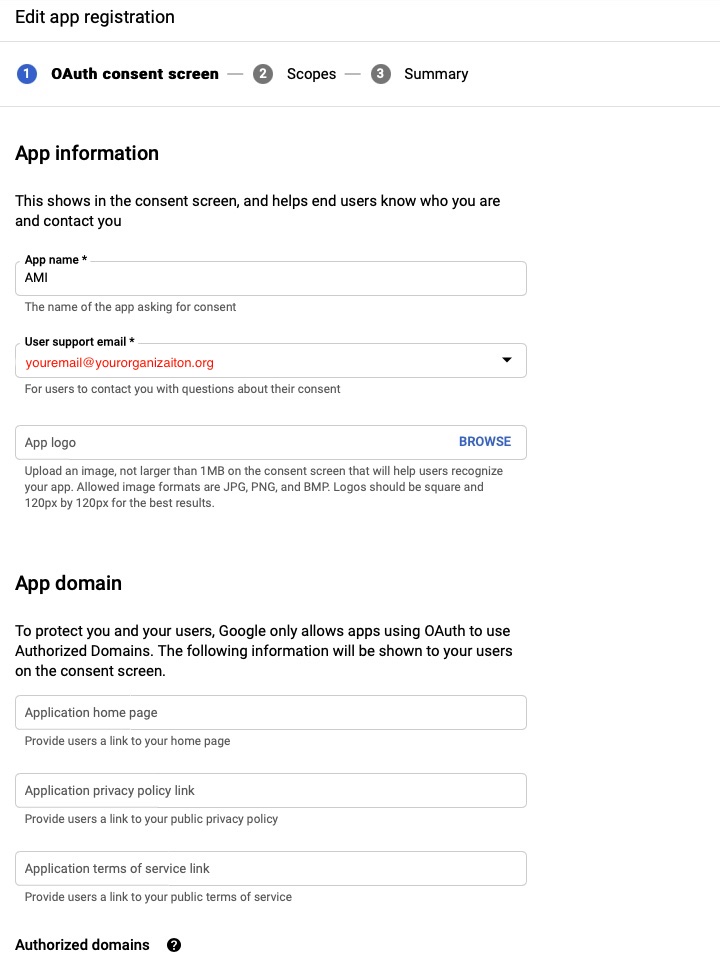 Edit app registration
1 OAuth consent screen — 2 Scopes — 3 Summary
App information
This shows in the consent screen, and helps end users know who you are
and contact you
App name *
AMI
The name of the app asking for consent
User support email *
youremail@yourorganizaiton.org
For users to contact you with questions about their consent
App logo BROWSE
Upload an image, not larger than 1MB on the consent screen that will help users recognize
your app. Allowed image formats are JPG, PNG, and BMP. Logos should be square and
120px by 120px for the best results.
App domain
To protect you and your users, Google only allows apps using OAuth to use
Authorized Domains. The following information will be shown to your users
on the consent screen.
Application home page
Provide users a link to your home page
Application privacy policy link
Provide users a link to your public privacy policy
Application terms of service link
Provide users a link to your public terms of service
Authorized domains ?